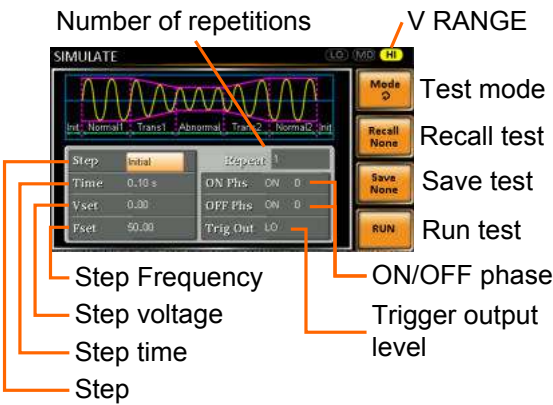 Number of repetitions
V RANGE
SIMULATE
LO MD HI
Init Normal1 Trans1 Abnormal Trans2 Normal2 Init
Step Initial
Repeat 1
Time 0.10 s
ON Phs ON 0
Vset 0.00
OFF Phs ON 0
Fset 50.00
Trig Out LO
Mode
Test mode
Recall
None
Recall test
Save
None
Save test
RUN
Run test
Step Frequency
ON/OFF phase
Step voltage
Trigger output
level
Step time
Step